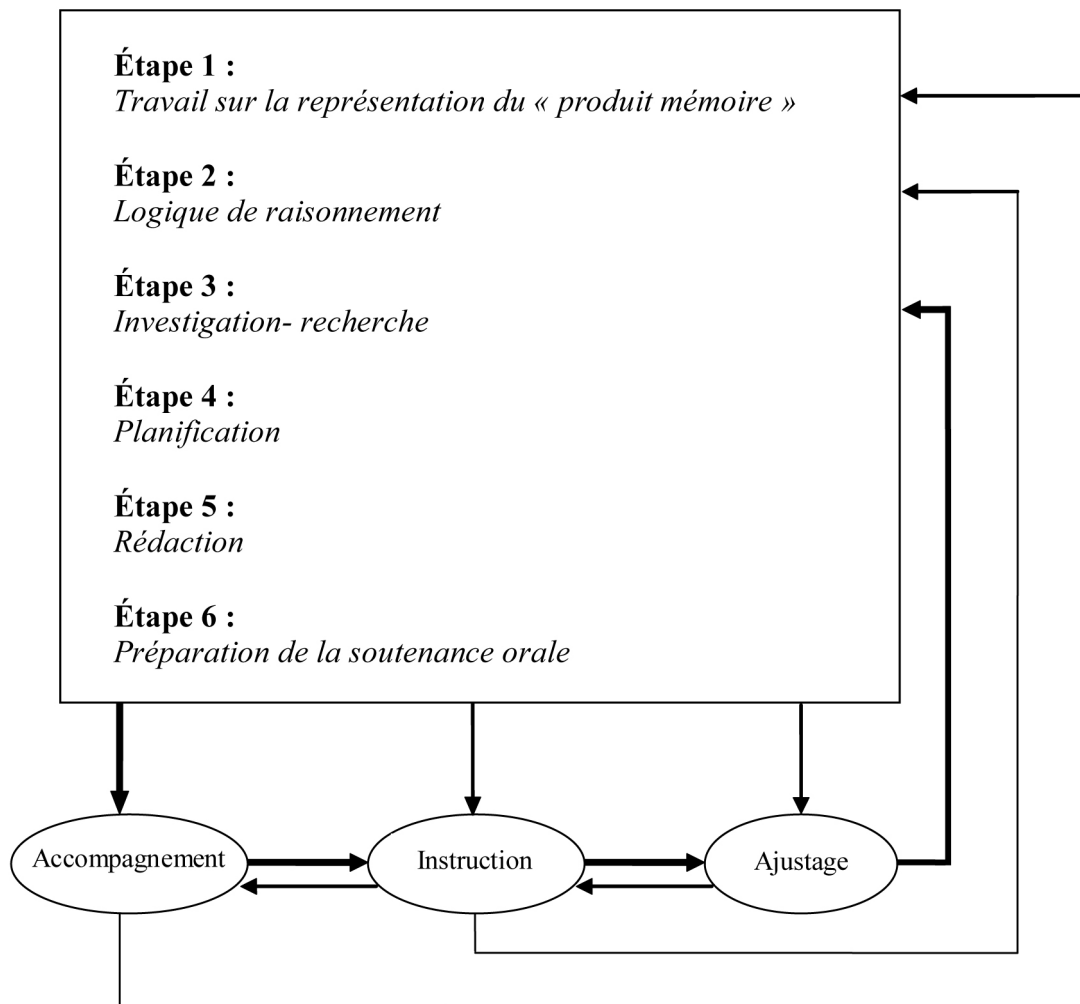 Étape 1 :
Travail sur la représentation du « produit mémoire »
Étape 2 :
Logique de raisonnement
Étape 3 :
Investigation- recherche
Étape 4 :
Planification
Étape 5 :
Rédaction
Étape 6 :
Préparation de la soutenance orale
Accompagnement
Instruction
Ajustage